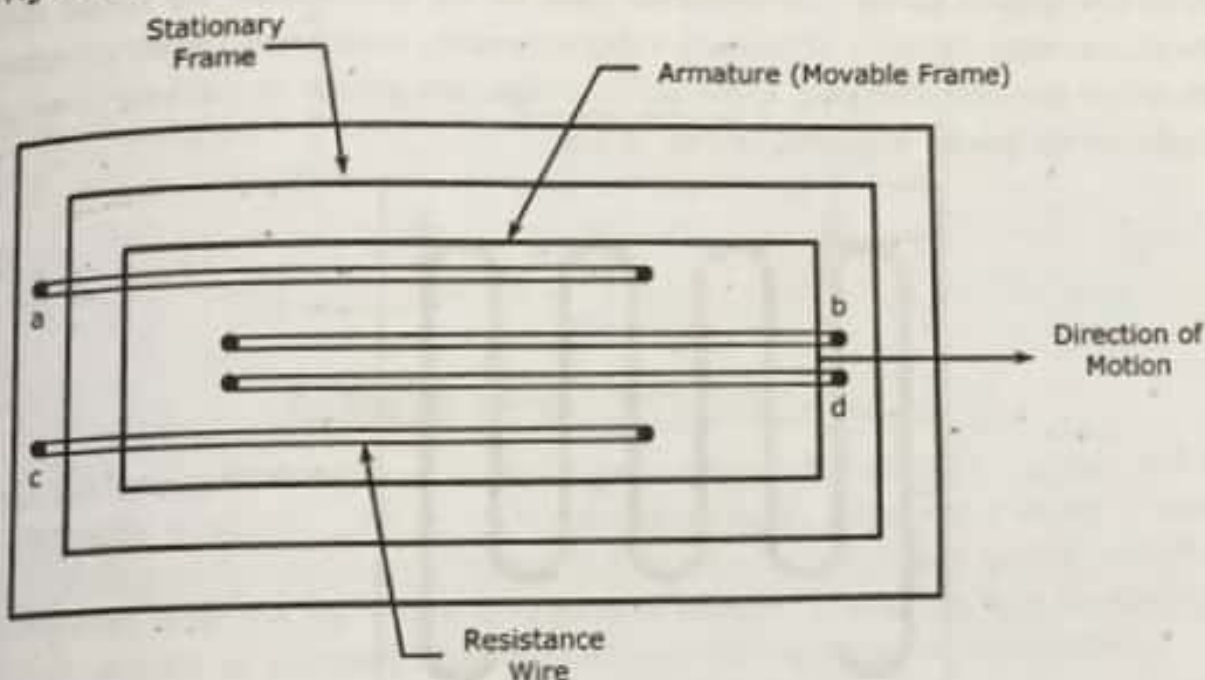 Stationary
Frame
Armature (Movable Frame)
a
b
Direction of
Motion
d
c
Resistance
Wire